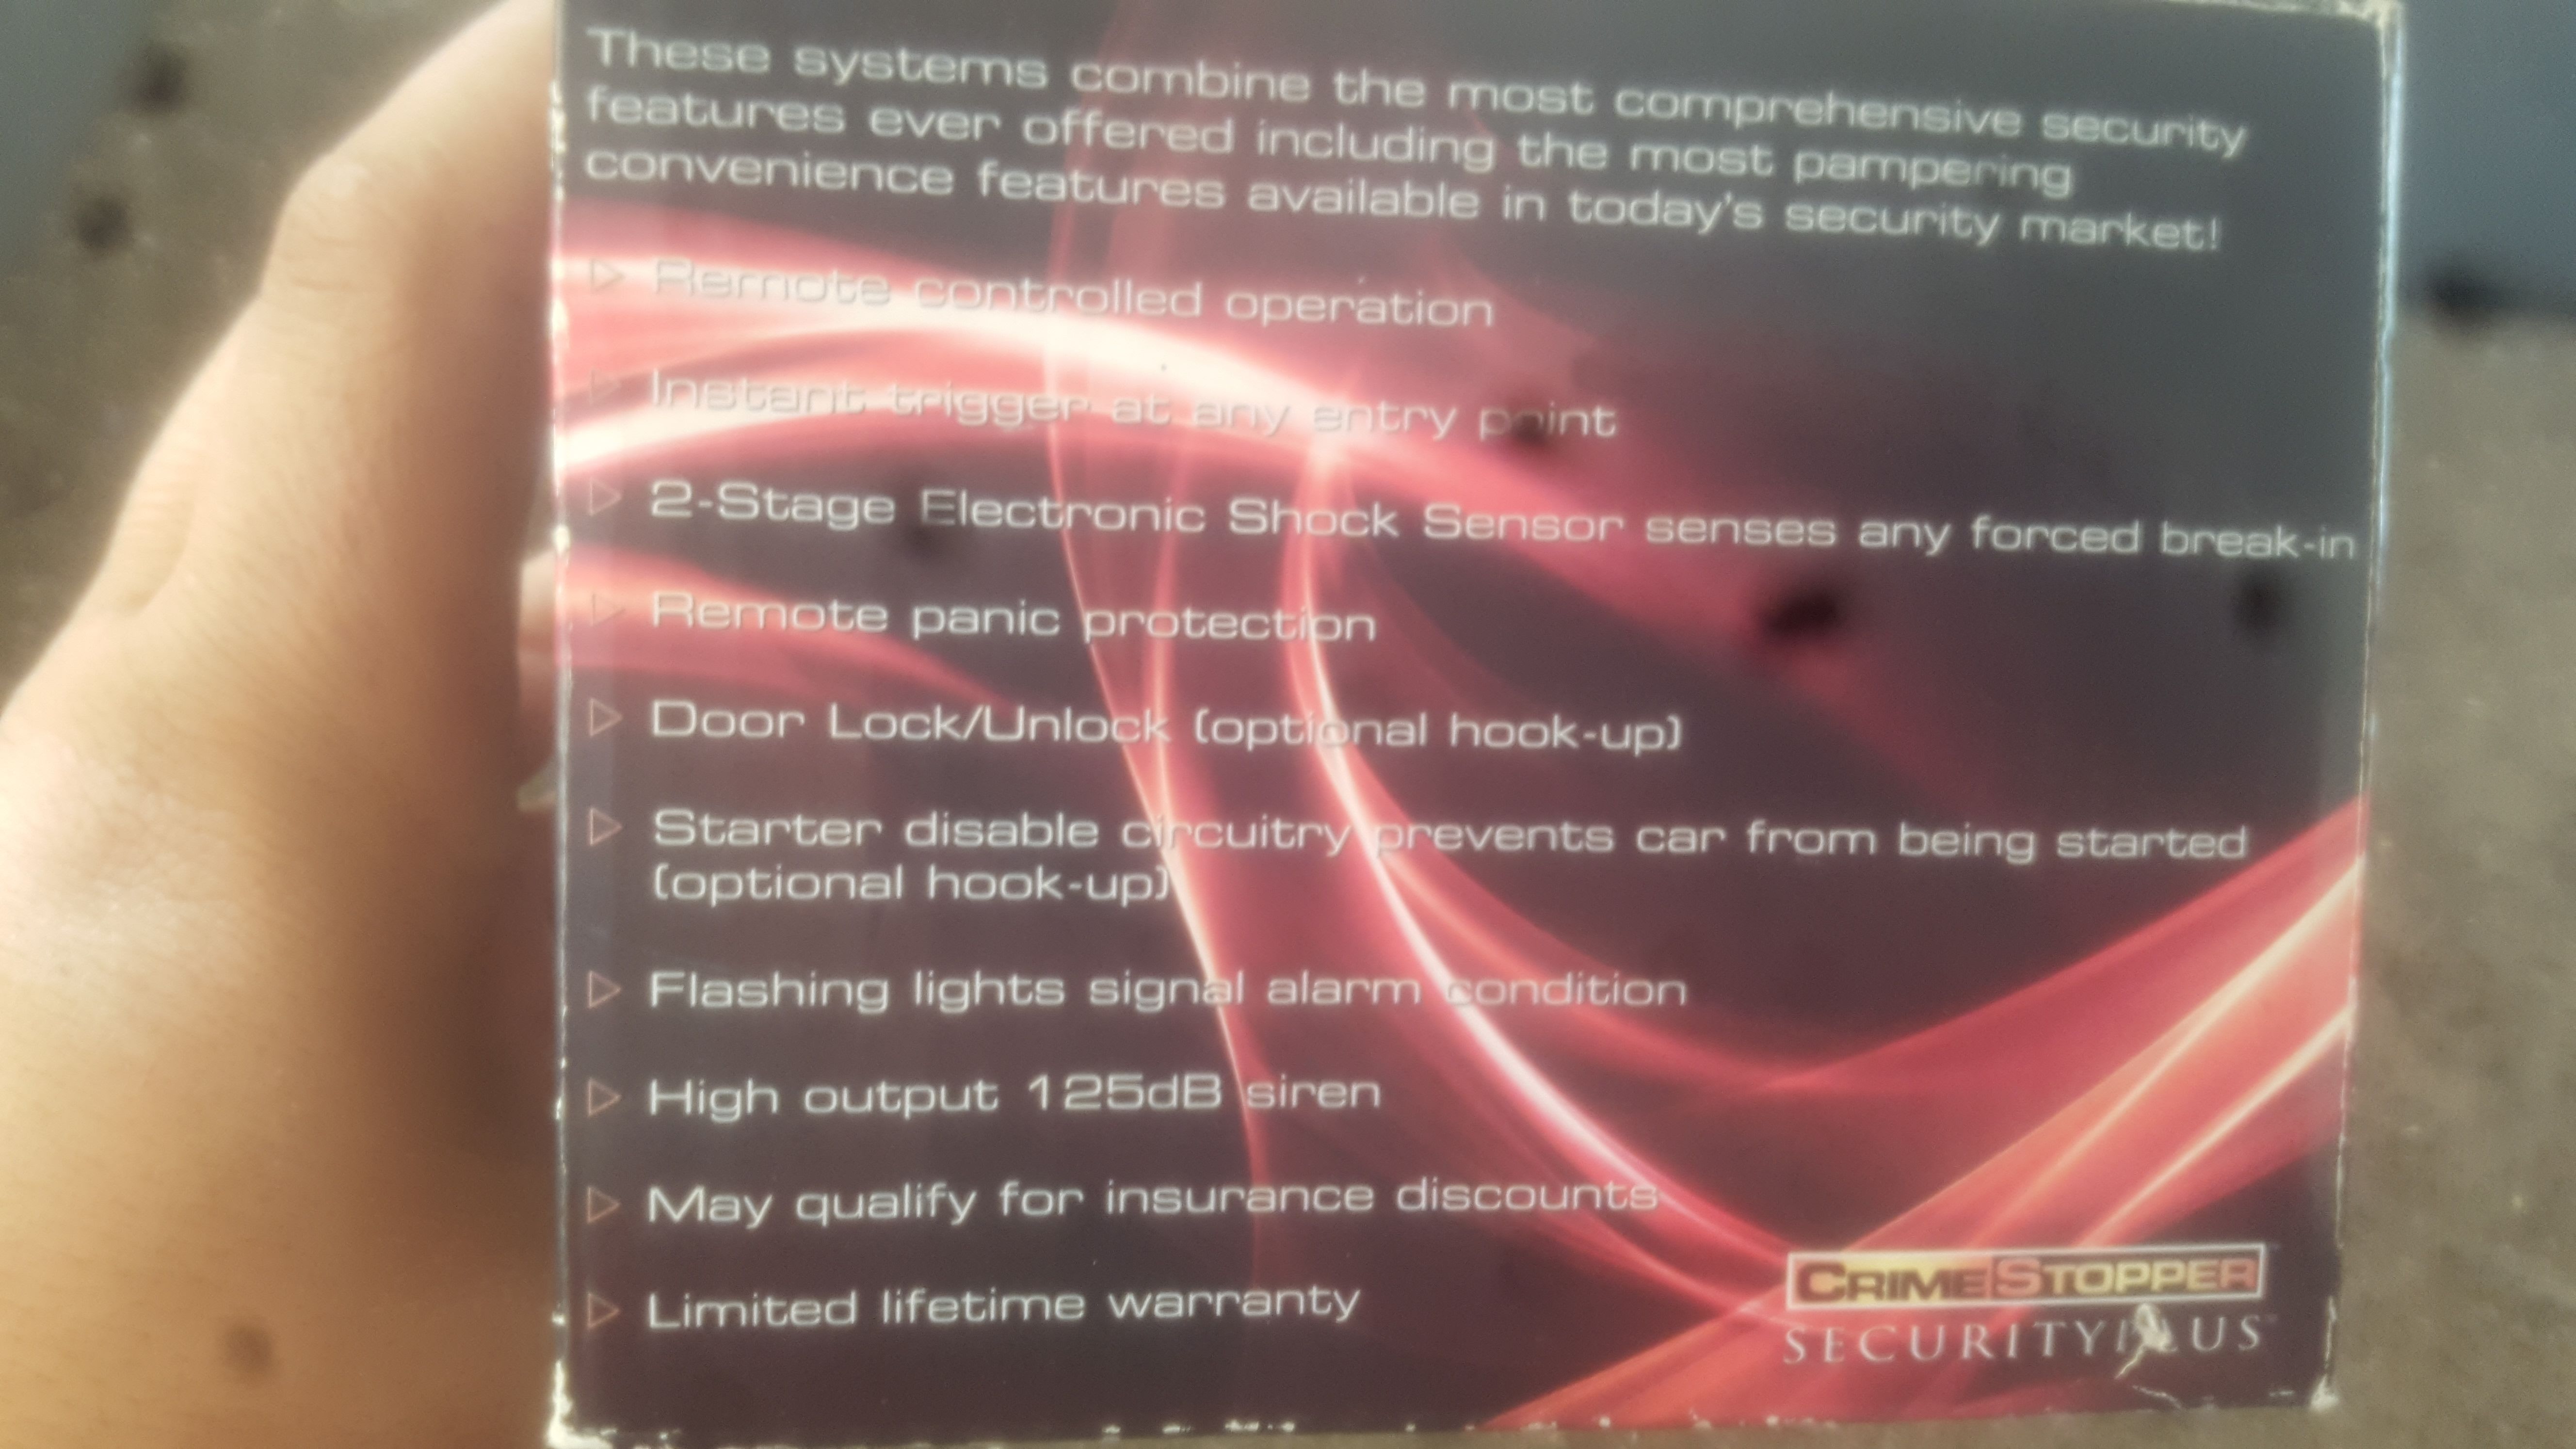 These systems combine the most comprehensive security
features ever offered including the most pampering
convenience features available in today's security market!
▷ Remote controlled operation
▷ Instant trigger at any entry point
▷ 2-Stage Electronic Shock Sensor senses any forced break-in
▷ Remote panic protection
▷ Door Lock/Unlock (optional hook-up)
▷ Starter disable circuitry prevents car from being started
(optional hook-up)
▷ Flashing lights signal alarm condition
▷ High output 125dB siren
▷ May qualify for insurance discounts
▷ Limited lifetime warranty
CRIMESTOPPER
SECURITYPLUS